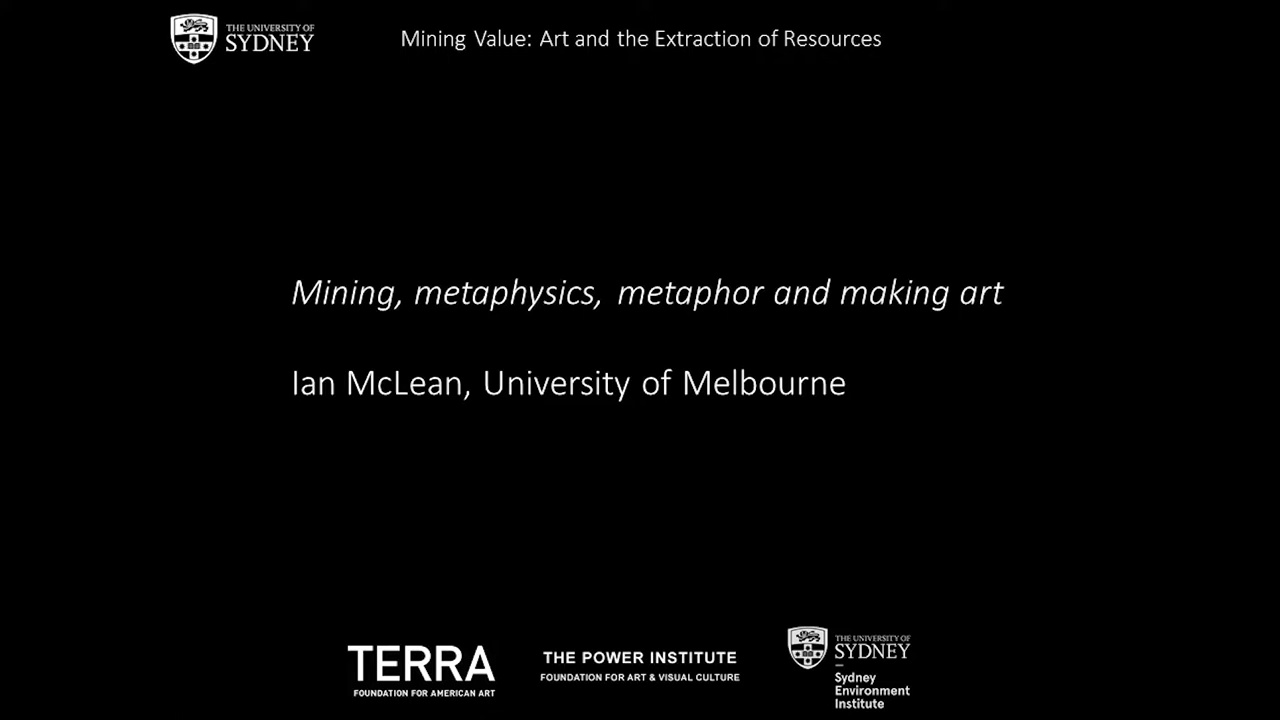 THE UNIVERSITY OF
SYDNEY
Mining Value: Art and the Extraction of Resources
Mining, metaphysics, metaphor and making art
Ian McLean, University of Melbourne
TERRA
FOUNDATION FOR AMERICAN ART
THE POWER INSTITUTE
FOUNDATION FOR ART & VISUAL CULTURE
THE UNIVERSITY OF
SYDNEY
Sydney
Environment
Institute